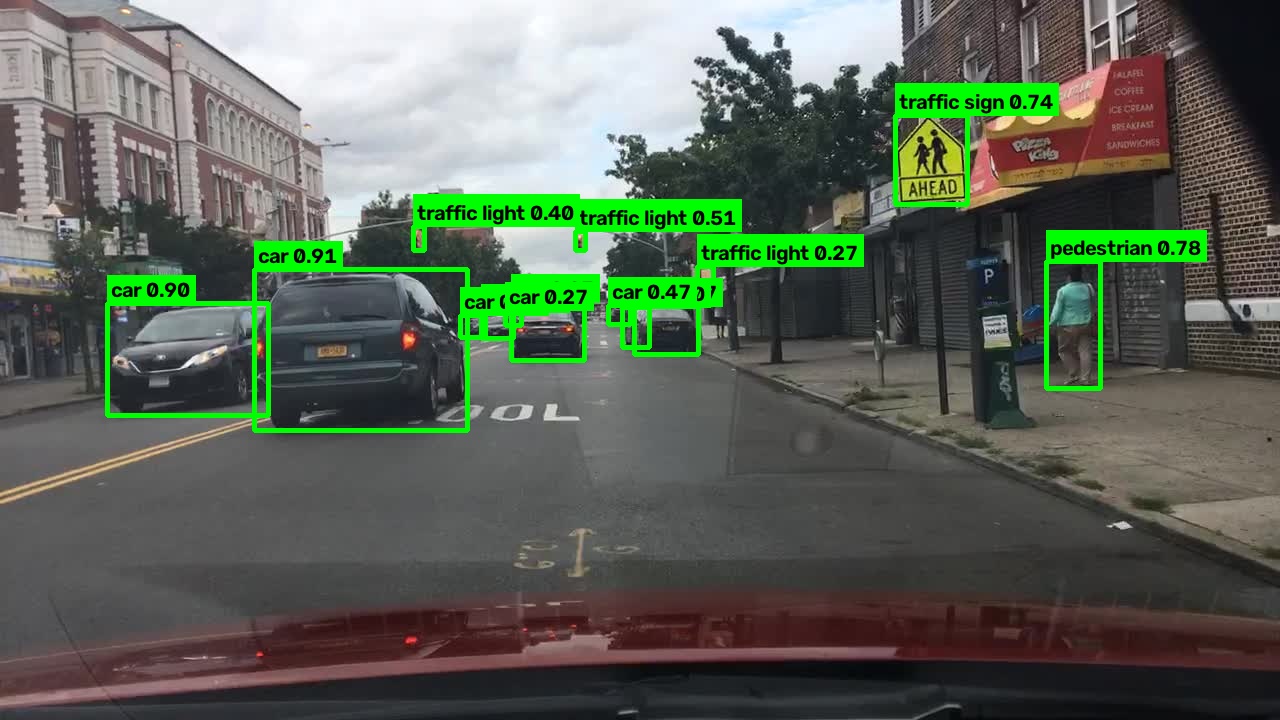 traffic sign 0.74
FALAFEL
COFFEE
ICE CREAM
BREAKFAST
SANDWICHES
Pizza
King
AHEAD
traffic light 0.40
traffic light 0.51
traffic light 0.27
pedestrian 0.78
car 0.91
car 0.90
car
car 0.27
car 0.47
P
OOL